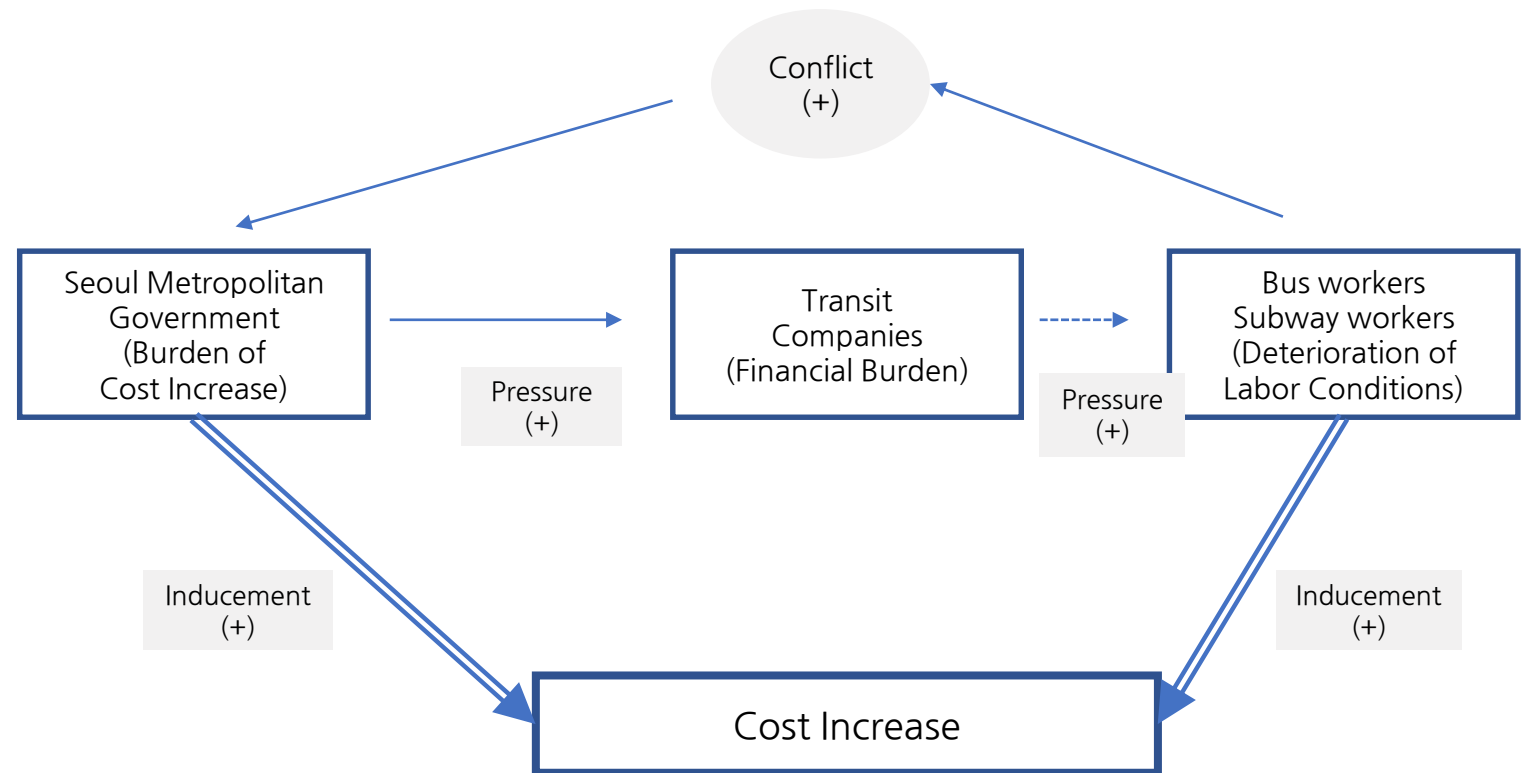 Conflict
(+)
Seoul Metropolitan
Government
(Burden of
Cost Increase)
Transit
Companies
(Financial Burden)
Bus workers
Subway workers
(Deterioration of
Labor Conditions)
Pressure
(+)
Pressure
(+)
Inducement
(+)
Inducement
(+)
Cost Increase